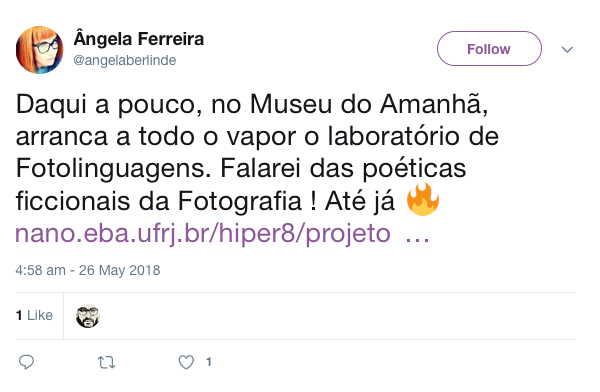 Ângela Ferreira
@angelaberlinde
Follow
Daqui a pouco, no Museu do Amanhã,
arranca a todo o vapor o laboratório de
Fotolinguagens. Falarei das poéticas
ficcionais da Fotografia ! Até já 🔥
nano.eba.ufrj.br/hiper8/projeto …
4:58 am - 26 May 2018
1 Like
1